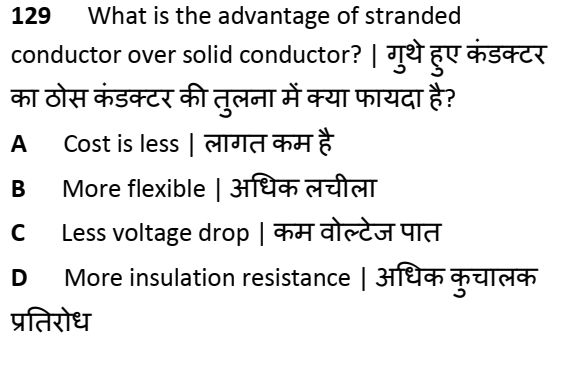 129 What is the advantage of stranded
conductor over solid conductor? | गुथे हुए कंडक्टर
का ठोस कंडक्टर की तुलना में क्या फायदा है?
A Cost is less | लागत कम है
B More flexible | अधिक लचीला
C Less voltage drop | कम वोल्टेज पात
D More insulation resistance | अधिक कुचालक
प्रतिरोध